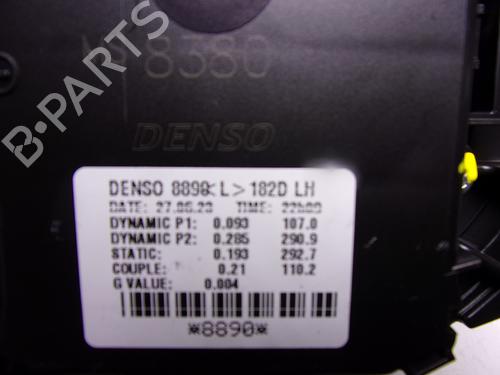 8380
DENSO
DENSO 8890<L>182D LH
DATE: 27.06.23 TIME: 22h09
DYNAMIC P1: 0.093 107.0
DYNAMIC P2: 0.285 290.9
STATIC: 0.193 292.7
COUPLE: 0.21 110.2
G VALUE: 0.004
*8890*
B-PARTS